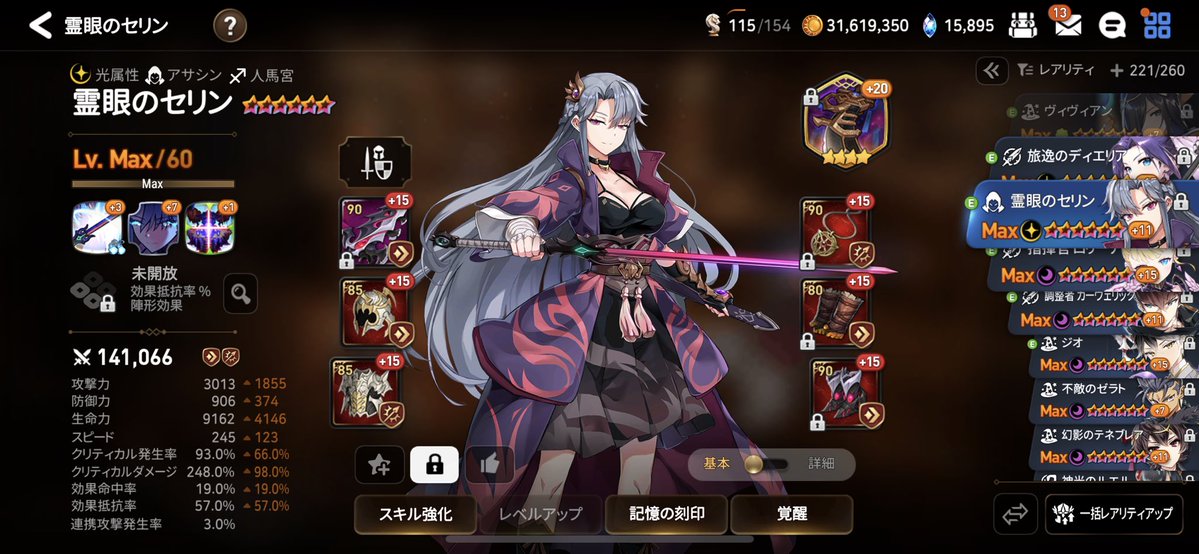 霊眼のセリン
?
115/154
31,619,350
15,895
13
光属性 アサシン 人馬宮
霊眼のセリン
Lv. Max/60
Max
+3 +7 +1
未開放
効果抵抗率%
陣形効果
141,066
攻撃力 3013 1855
防御力 906 374
生命力 9162 4146
スピード 245 123
クリティカル発生率 93.0% 66.0%
クリティカルダメージ 248.0% 98.0%
効果命中率 19.0% 19.0%
効果抵抗率 57.0% 57.0%
連携攻撃発生率 3.0%
90 +15
85 +15
85 +15
+20
90 +15
80 +15
90 +15
基本 詳細
スキル強化
レベルアップ
記憶の刻印
覚醒
レアリティ
221/260
E ヴィヴィアン
Max
E 旅逸のディエリア
E 霊眼のセリン
Max +11
Max +15
E 調整者 カーウェリック
Max +11
E ジオ
Max +15
不敵のゼラト
Max +7
幻影のテネブレア
Max +11
一括レアリティアップ